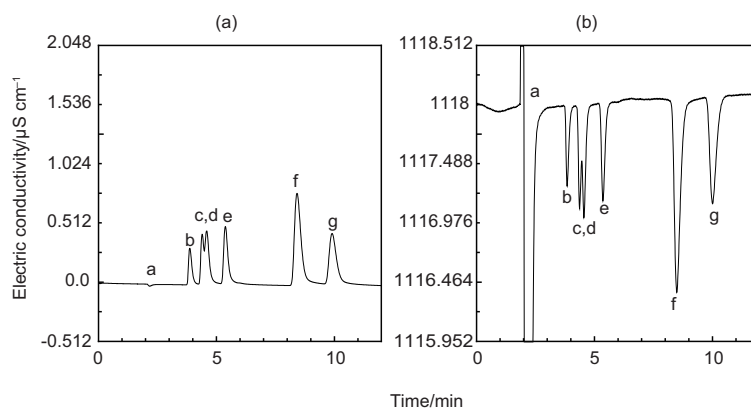 (a)
(b)
Electric conductivity/µS cm⁻¹
2.048
1.536
1.024
0.512
0.0
-0.512
a
b
c,d
e
f
g
0
5
10
1118.512
1118
1117.488
1116.976
1116.464
1115.952
a
b
c,d
e
f
g
0
5
10
Time/min